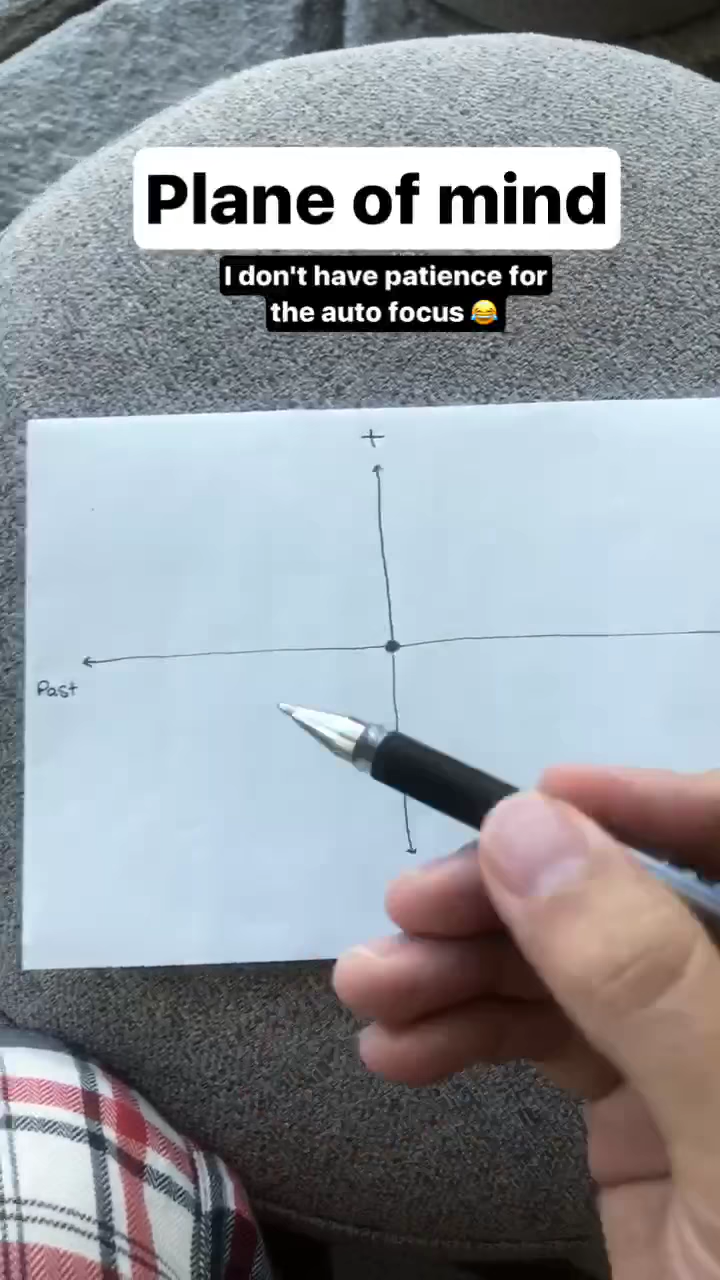 Plane of mind
I don't have patience for
the auto focus 😂
+
Past